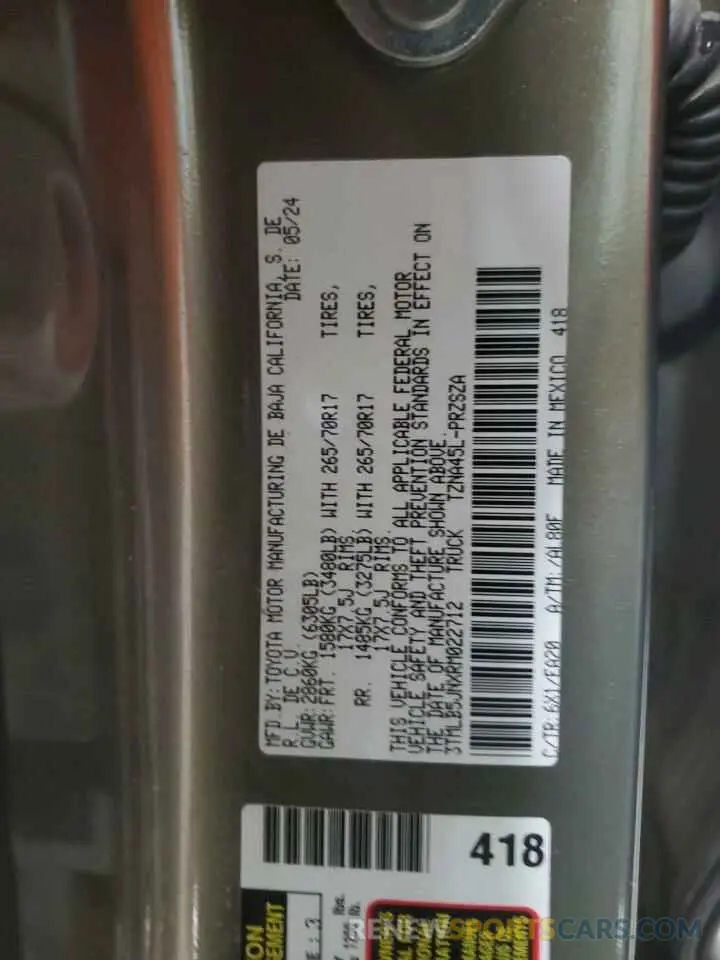 MFD BY: TOYOTA MOTOR MANUFACTURING DE BAJA CALIFORNIA, S. DE
R.L. DE C.V. DATE: 05/24
GVWR: 2860KG (6305LB)
GAWR: FRT. 1580KG (3480LB) WITH 265/70R17 TIRES,
17X7.5J RIMS
RR. 1485KG (3275LB) WITH 265/70R17 TIRES,
17X7.5J RIMS.
THIS VEHICLE CONFORMS TO ALL APPLICABLE FEDERAL MOTOR
VEHICLE SAFETY AND THEFT PREVENTION STANDARDS IN EFFECT ON
THE DATE OF MANUFACTURE SHOWN ABOVE.
3TMLB5JNXRM022712 TRUCK TZNA45L-PRZSZA
C/TR: 6X1/FA20 A/TM: /AL80F MADE IN MEXICO 418
418
RENEWSPORTSCARS.COM